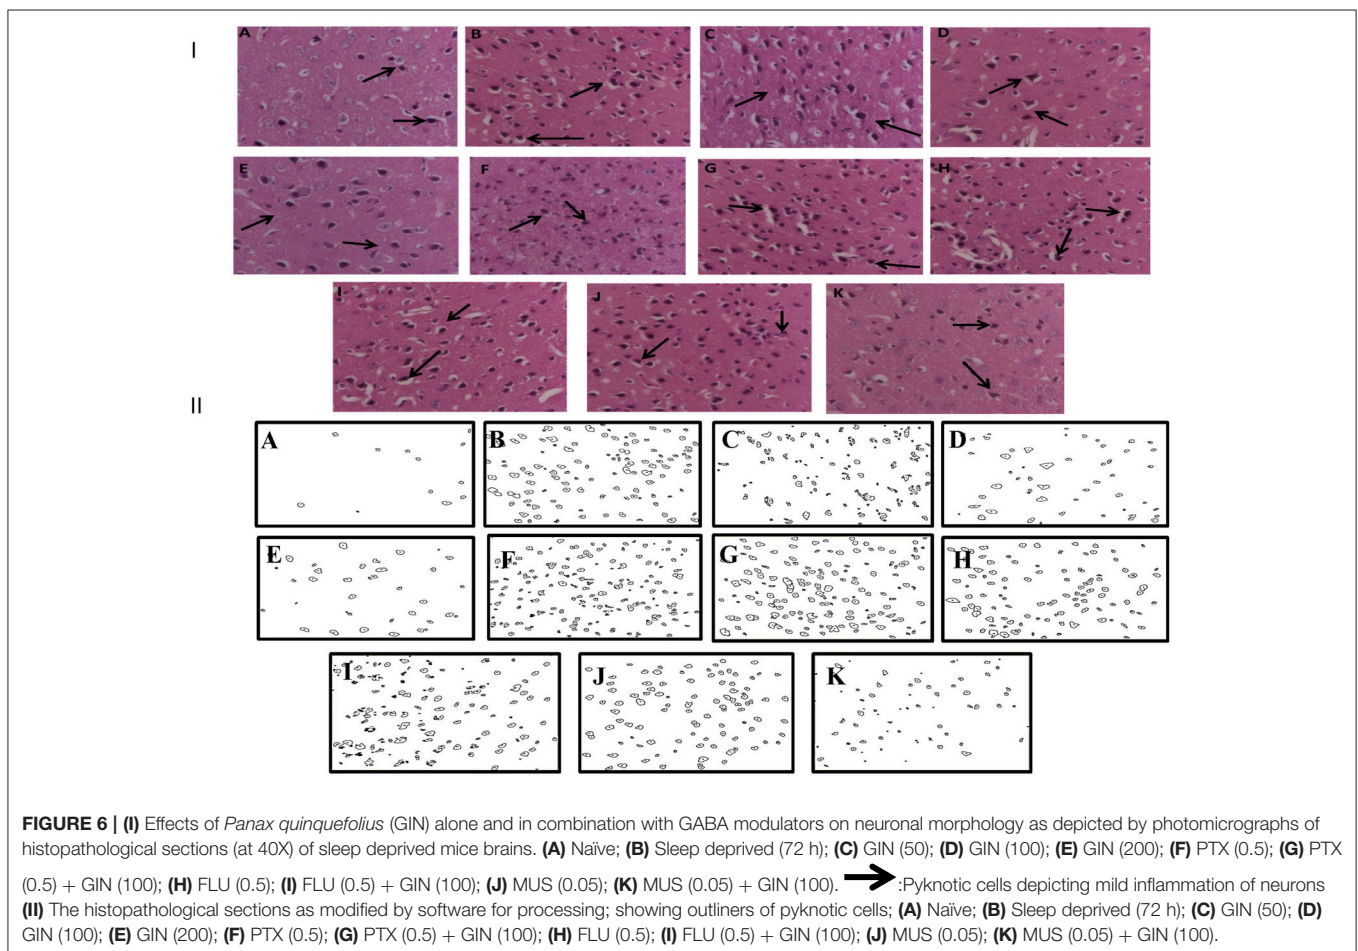 I
A B C D
E F G H
I J K
II
A B C D
E F G H
I J K
FIGURE 6 | (I) Effects of Panax quinquefolius (GIN) alone and in combination with GABA modulators on neuronal morphology as depicted by photomicrographs of
histopathological sections (at 40X) of sleep deprived mice brains. (A) Naïve; (B) Sleep deprived (72 h); (C) GIN (50); (D) GIN (100); (E) GIN (200); (F) PTX (0.5); (G) PTX
(0.5) + GIN (100); (H) FLU (0.5); (I) FLU (0.5) + GIN (100); (J) MUS (0.05); (K) MUS (0.05) + GIN (100). :Pyknotic cells depicting mild inflammation of neurons
(II) The histopathological sections as modified by software for processing; showing outliners of pyknotic cells; (A) Naïve; (B) Sleep deprived (72 h); (C) GIN (50); (D)
GIN (100); (E) GIN (200); (F) PTX (0.5); (G) PTX (0.5) + GIN (100); (H) FLU (0.5); (I) FLU (0.5) + GIN (100); (J) MUS (0.05); (K) MUS (0.05) + GIN (100).